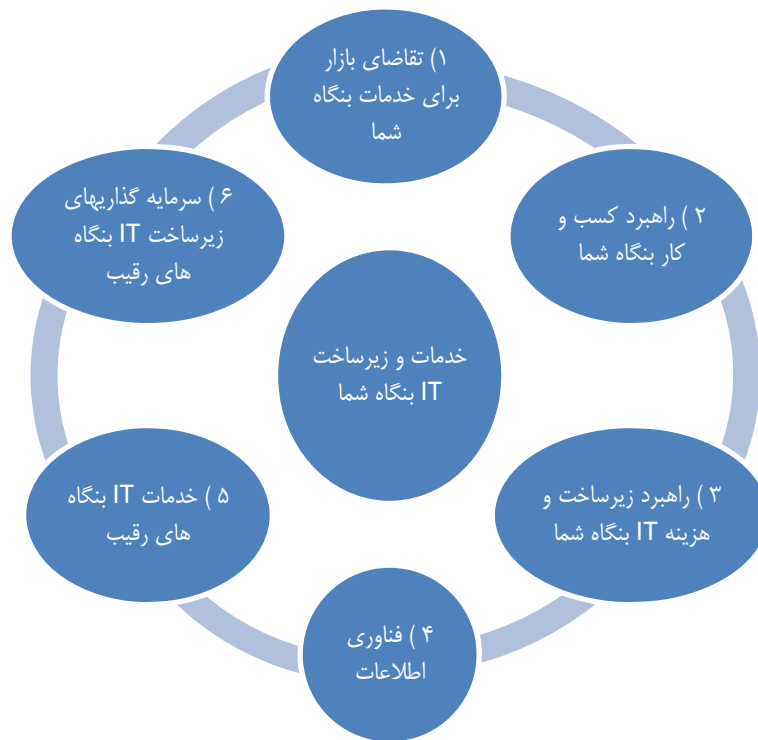 ۱) تقاضای بازار
برای خدمات بنگاه
شما
۲ ) راهبرد کسب و
کار بنگاه شما
۳ ) راهبرد زیرساخت و
هزینه IT بنگاه شما
۴ ) فناوری
اطلاعات
۵ ) خدمات IT بنگاه
های رقیب
۶ ) سرمایه گذاریهای
زیرساخت IT بنگاه
های رقیب
خدمات و زیرساخت
IT بنگاه شما